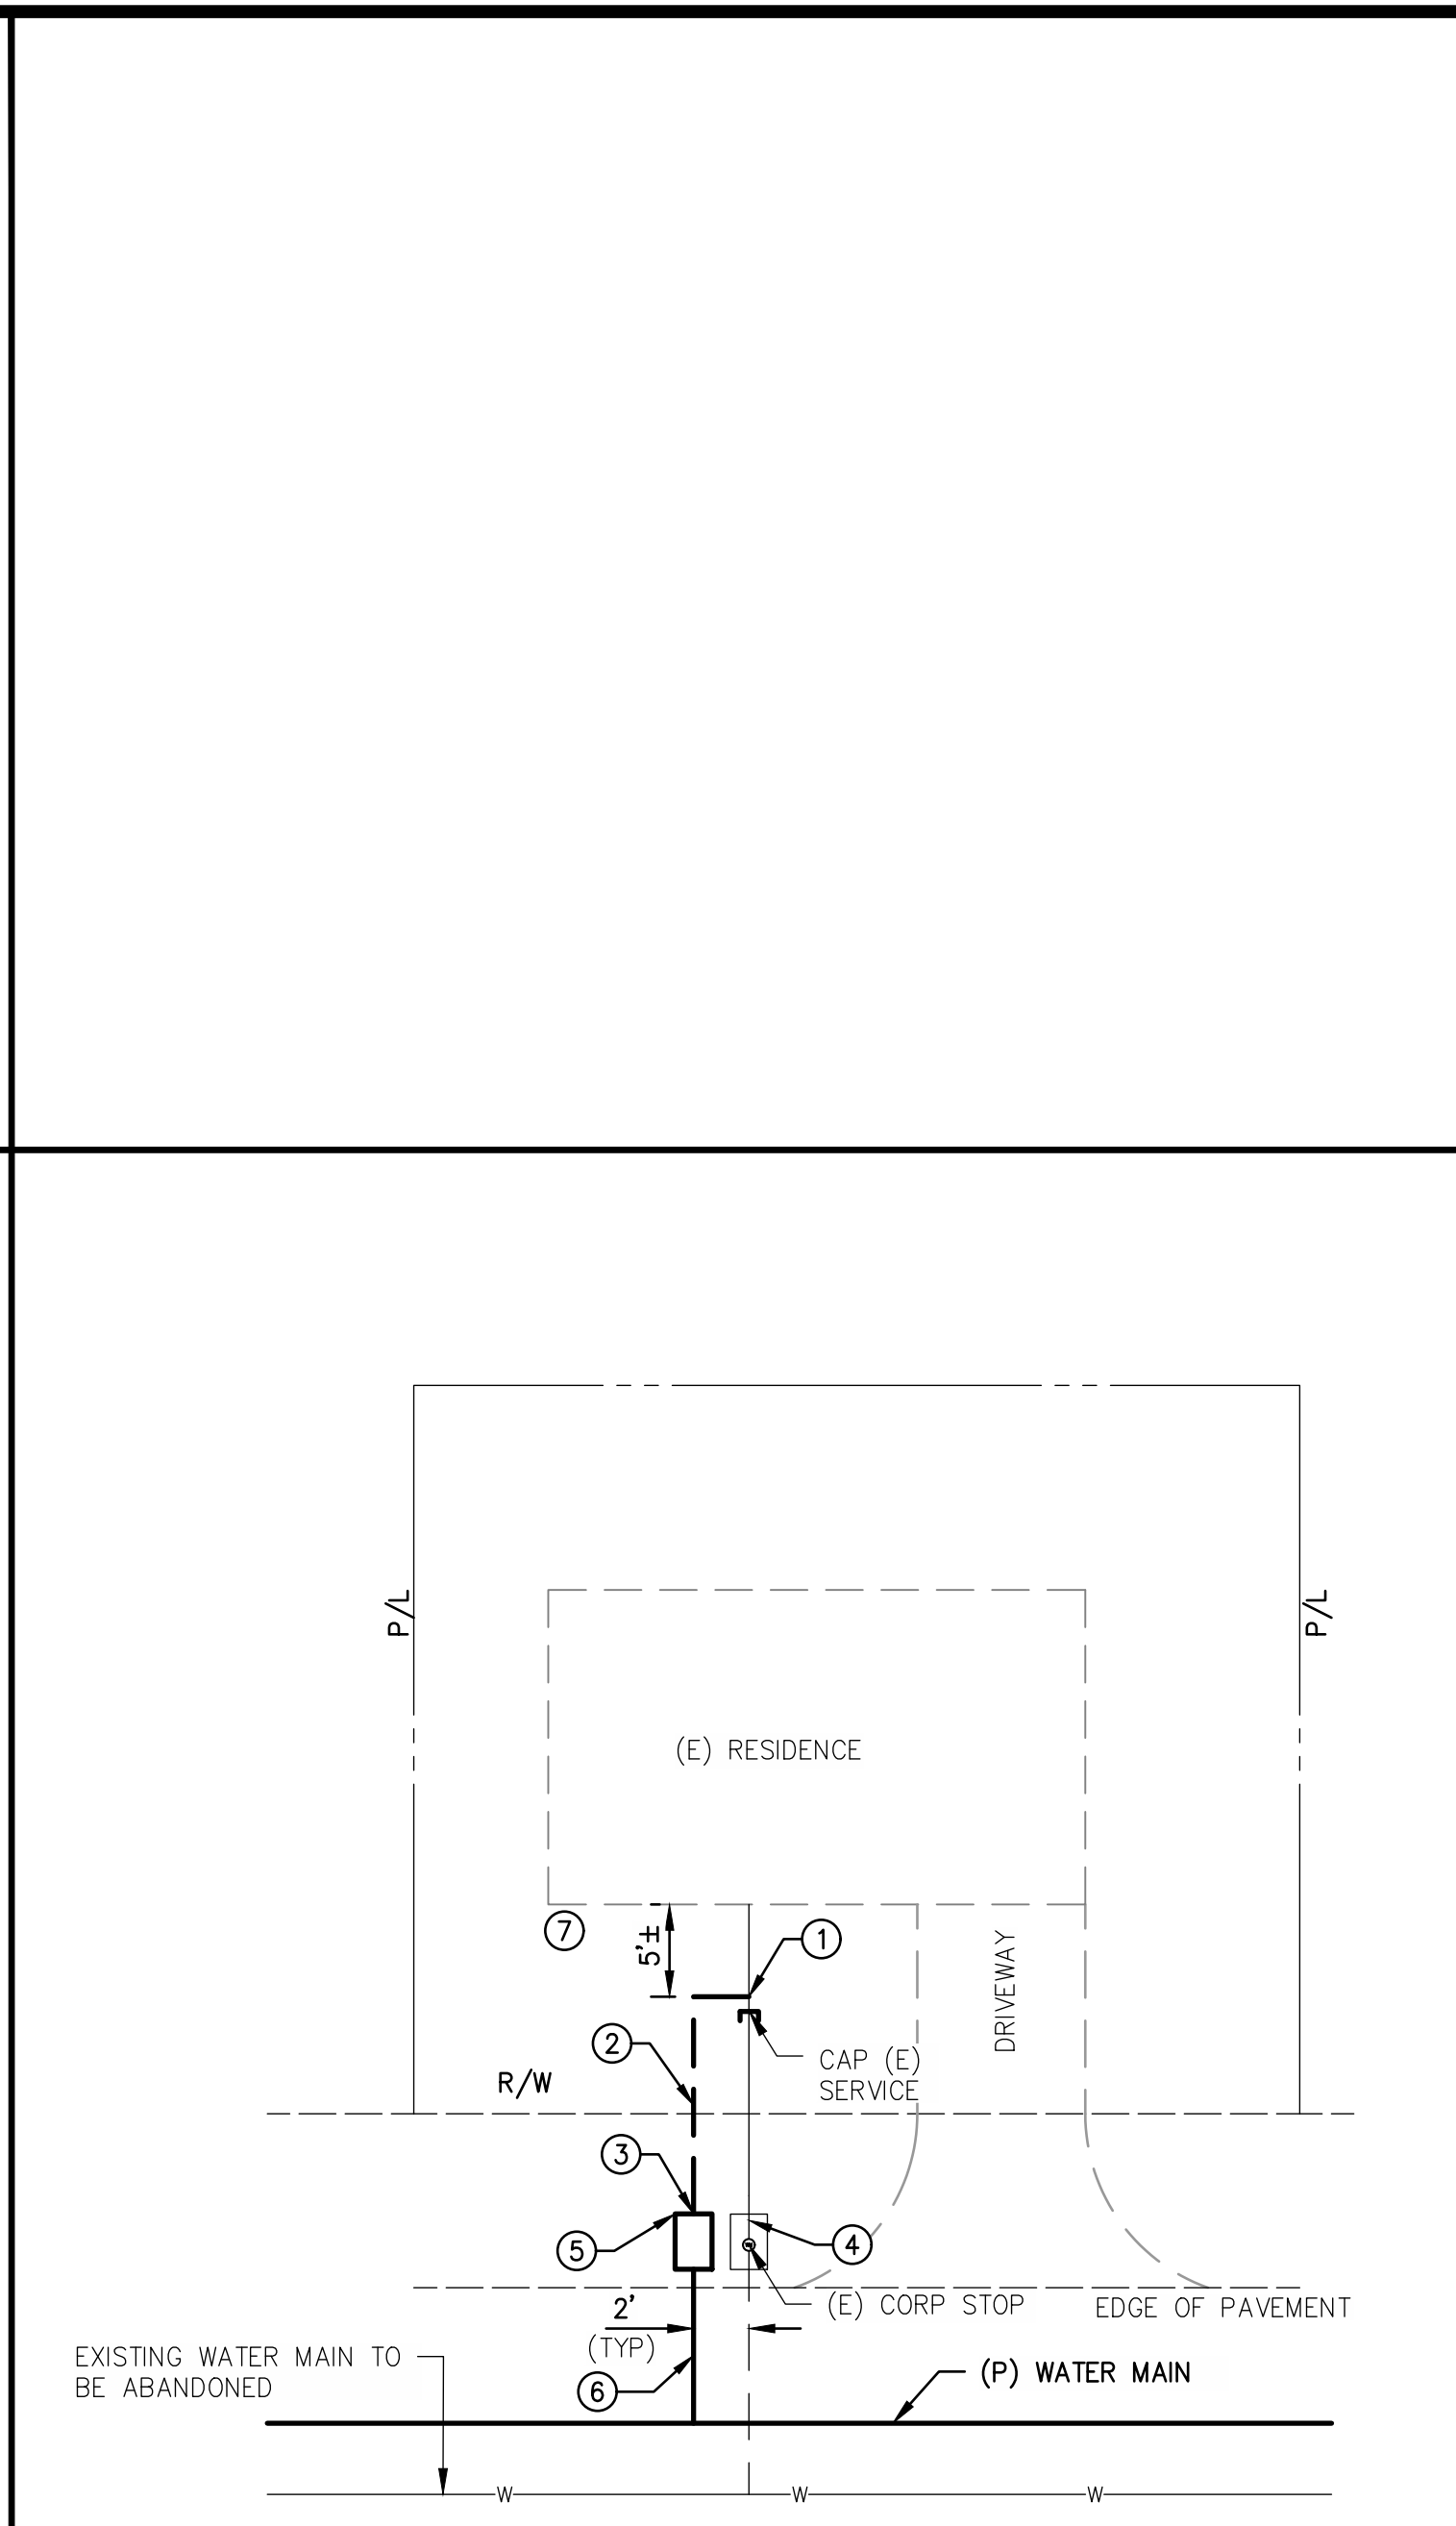 P/L
P/L
(E) RESIDENCE
7
5'±
1
DRIVEWAY
2
CAP (E)
SERVICE
R/W
3
5
4
2'
(TYP)
(E) CORP STOP
EDGE OF PAVEMENT
EXISTING WATER MAIN TO
BE ABANDONED
6
(P) WATER MAIN
W
W
W